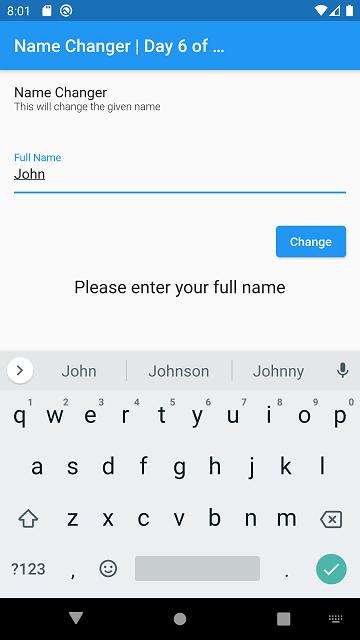 8:01
Name Changer | Day 6 of ...
Name Changer
This will change the given name
Full Name
John
Change
Please enter your full name
John Johnson Johnny
1 2 3 4 5 6 7 8 9 0
q w e r t y u i o p
a s d f g h j k l
z x c v b n m
?123 , .